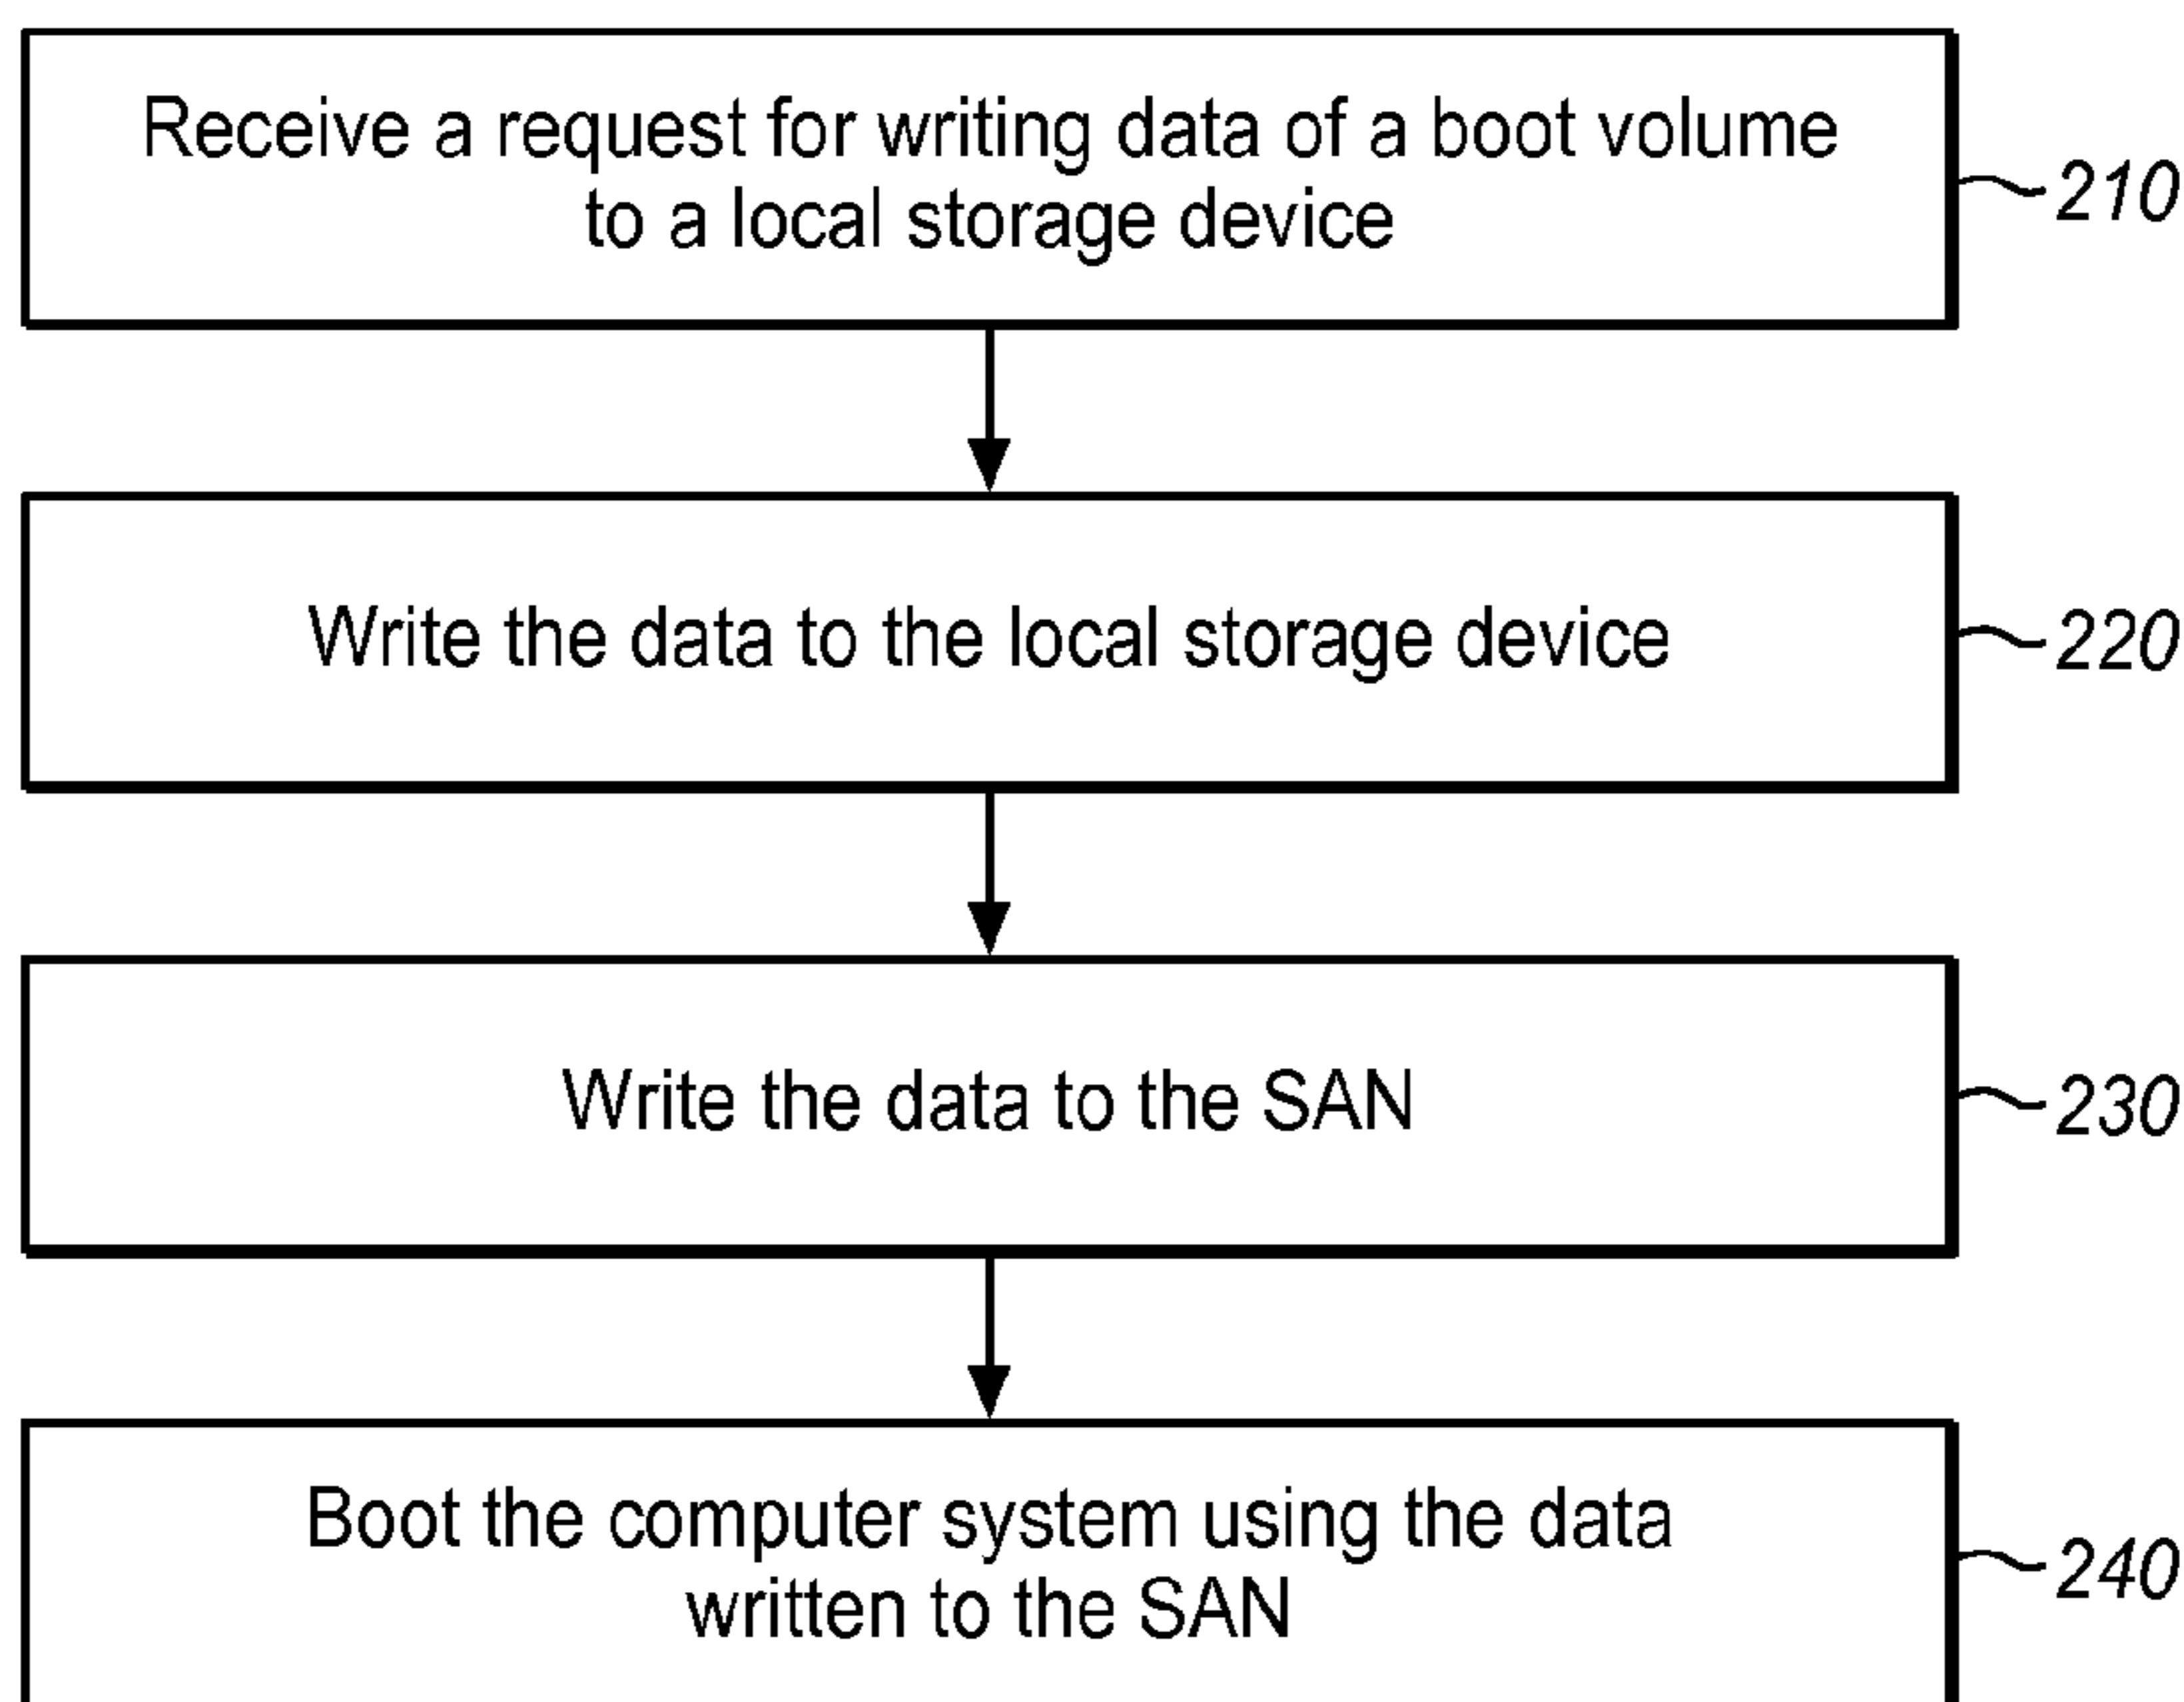 Receive a request for writing data of a boot volume
to a local storage device
210
Write the data to the local storage device
220
Write the data to the SAN
230
Boot the computer system using the data
written to the SAN
240